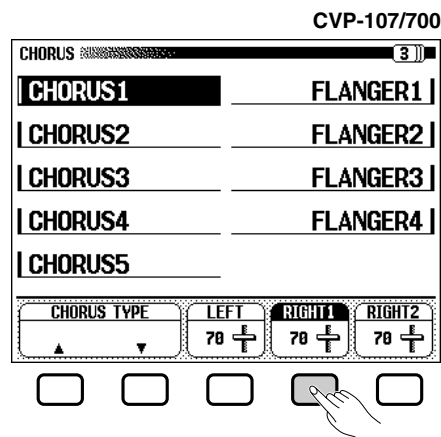 CVP-107/700
CHORUS 3
CHORUS1 FLANGER1
CHORUS2 FLANGER2
CHORUS3 FLANGER3
CHORUS4 FLANGER4
CHORUS5
CHORUS TYPE LEFT RIGHT1 RIGHT2
▲ ▼ 70 70 70